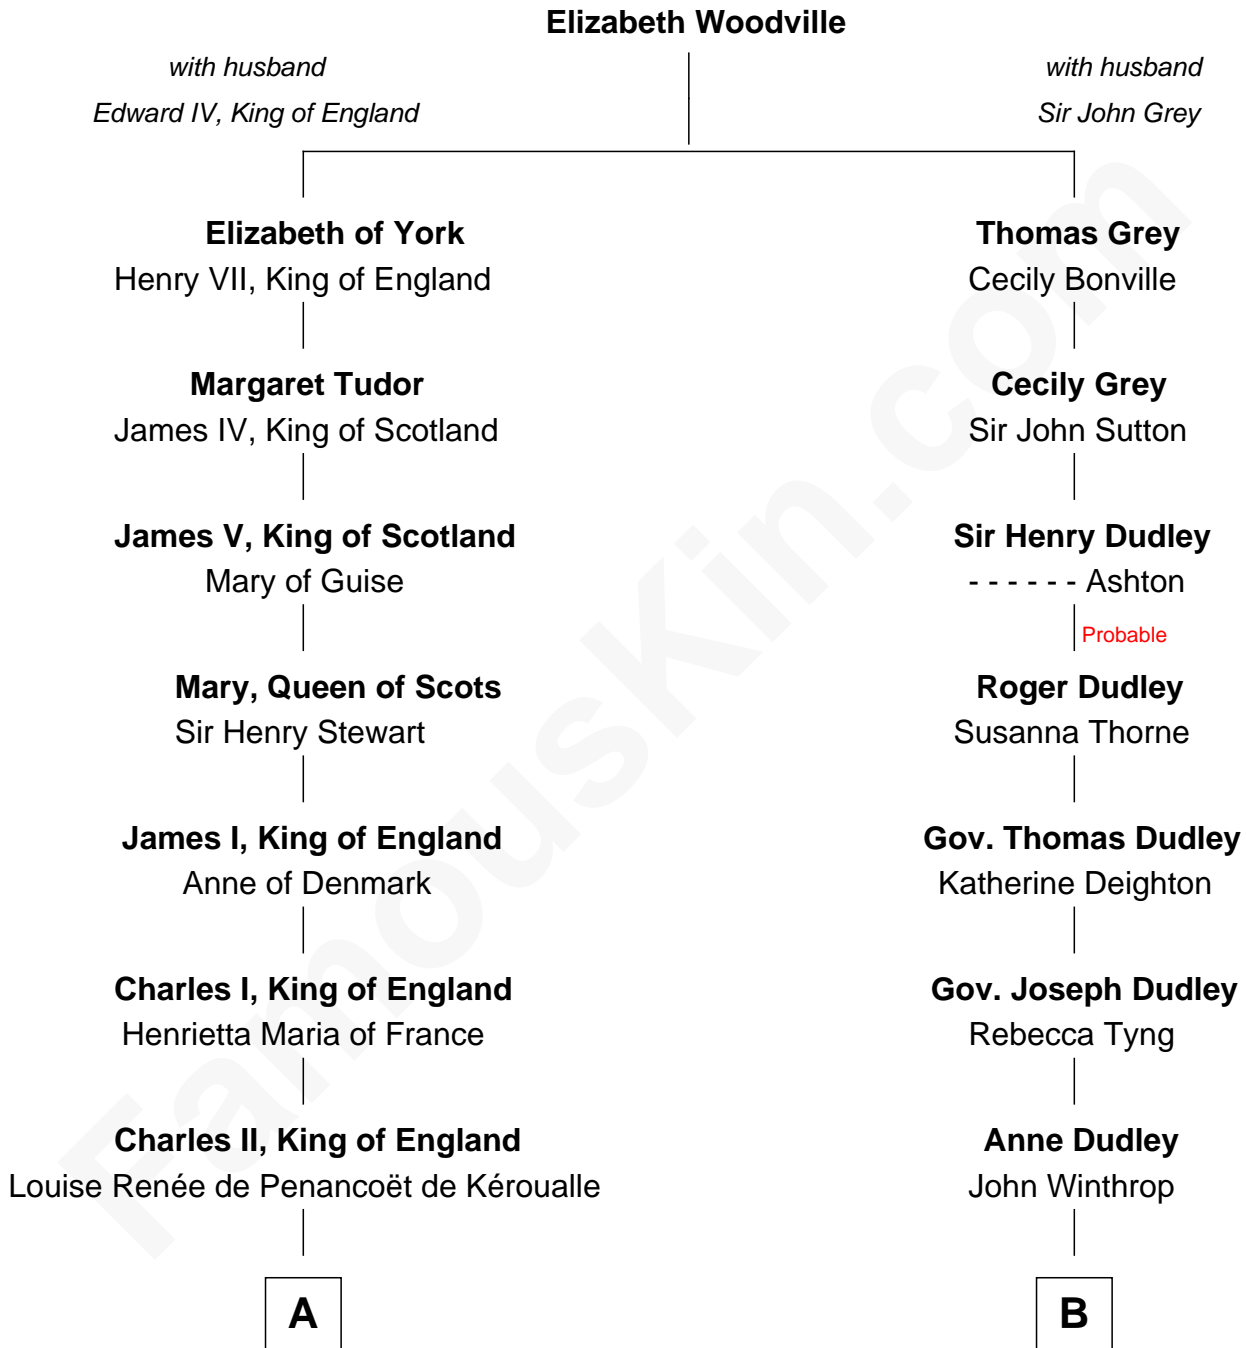 Elizabeth Woodville
with husband
Edward IV, King of England
with husband
Sir John Grey
Elizabeth of York
Henry VII, King of England
Thomas Grey
Cecily Bonville
Margaret Tudor
James IV, King of Scotland
Cecily Grey
Sir John Sutton
James V, King of Scotland
Mary of Guise
Sir Henry Dudley
- - - - - - Ashton
Probable
Mary, Queen of Scots
Sir Henry Stewart
Roger Dudley
Susanna Thorne
James I, King of England
Anne of Denmark
Gov. Thomas Dudley
Katherine Deighton
Charles I, King of England
Henrietta Maria of France
Gov. Joseph Dudley
Rebecca Tyng
Charles II, King of England
Louise Renée de Penancoët de Kéroualle
Anne Dudley
John Winthrop
A
B
FamousKin.com